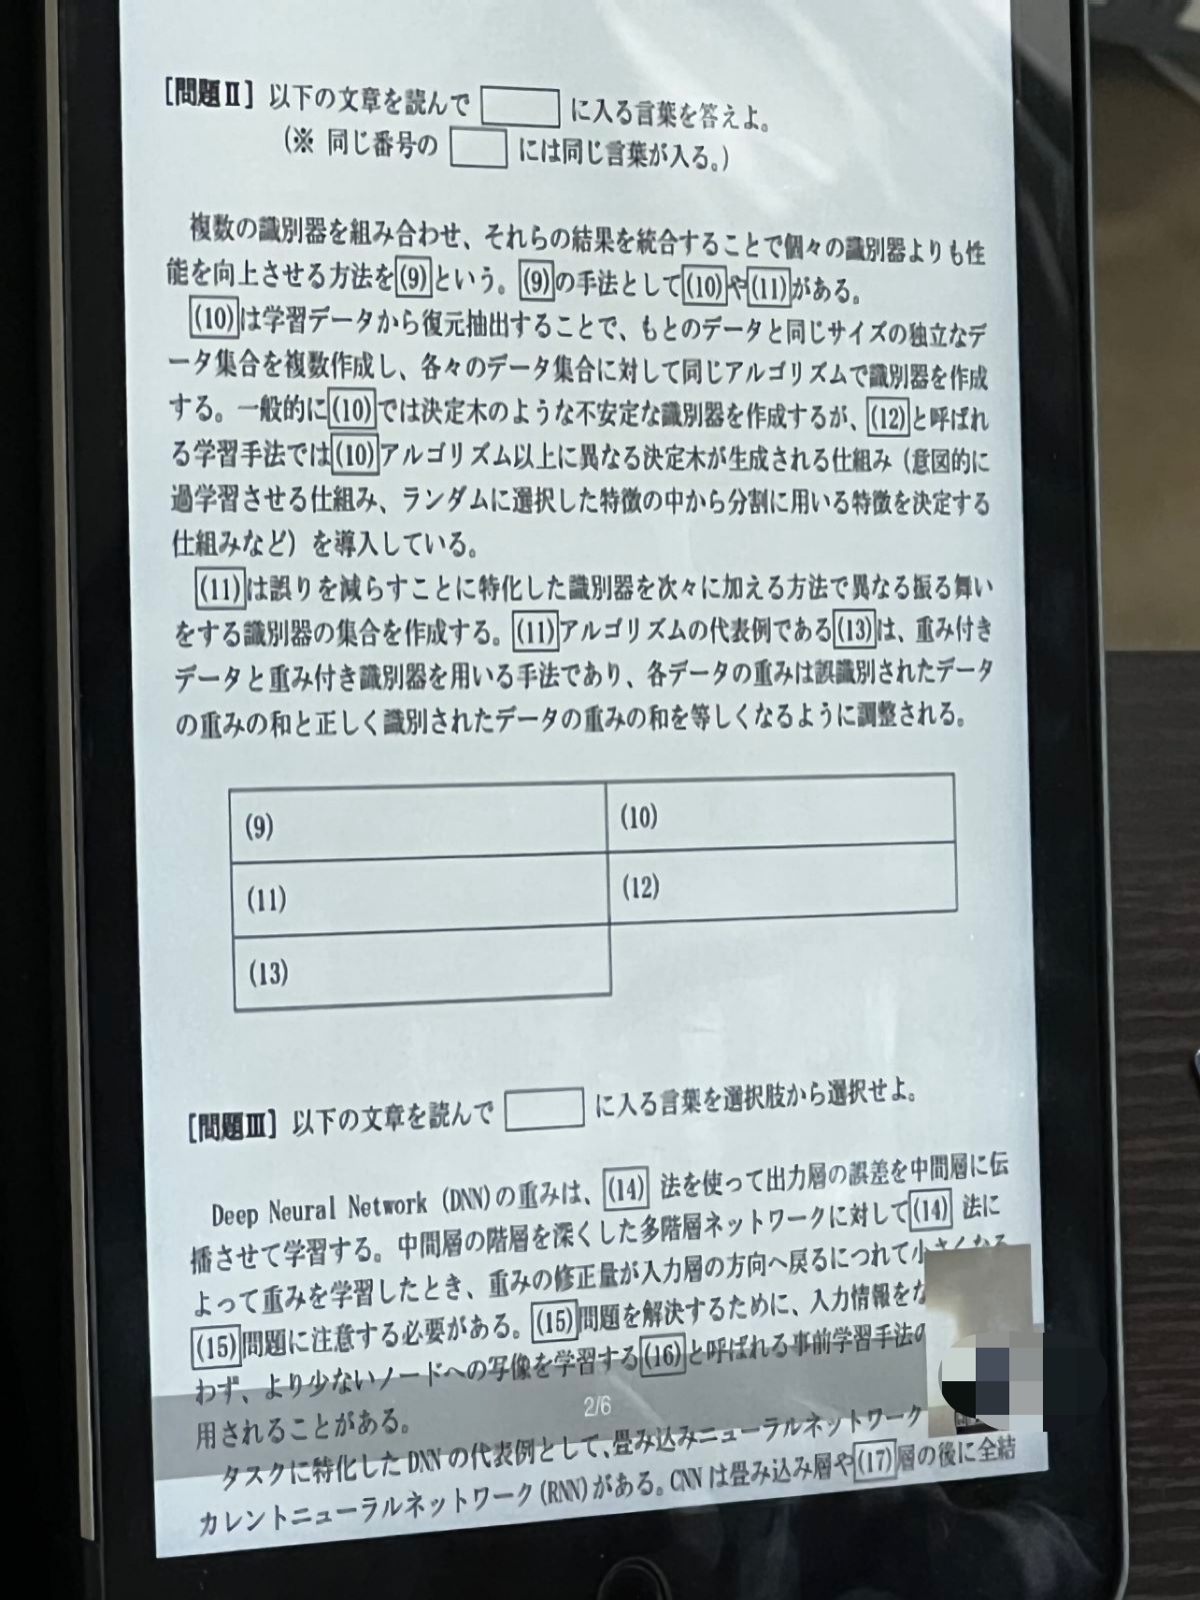 [問題Ⅱ] 以下の文章を読んで　に入る言葉を答えよ。
(※ 同じ番号の　には同じ言葉が入る。)
複数の識別器を組み合わせ、それらの結果を統合することで個々の識別器よりも性
能を向上させる方法を(9)という。(9)の手法として(10)や(11)がある。
(10)は学習データから復元抽出することで、もとのデータと同じサイズの独立なデ
ータ集合を複数作成し、各々のデータ集合に対して同じアルゴリズムで識別器を作成
する。一般的に(10)では決定木のような不安定な識別器を作成するが、(12)と呼ばれ
る学習手法では(10)アルゴリズム以上に異なる決定木が生成される仕組み（意図的に
過学習させる仕組み、ランダムに選択した特徴の中から分割に用いる特徴を決定する
仕組みなど）を導入している。
(11)は誤りを減らすことに特化した識別器を次々に加える方法で異なる振る舞い
をする識別器の集合を作成する。(11)アルゴリズムの代表例である(13)は、重み付き
データと重み付き識別器を用いる手法であり、各データの重みは誤識別されたデータ
の重みの和と正しく識別されたデータの重みの和を等しくなるように調整される。
(9) (10)
(11) (12)
(13)
[問題Ⅲ] 以下の文章を読んで　に入る言葉を選択肢から選択せよ。
Deep Neural Network (DNN)の重みは、(14) 法を使って出力層の誤差を中間層に伝
播させて学習する。中間層の階層を深くした多階層ネットワークに対して(14) 法に
よって重みを学習したとき、重みの修正量が入力層の方向へ戻るにつれて小さくなる
(15)問題に注意する必要がある。(15)問題を解決するために、入力情報をな
わず、より少ないノードへの写像を学習する(16)と呼ばれる事前学習手法の
用されることがある。
2/6
タスクに特化したDNNの代表例として、畳み込みニューラルネットワーク
カレントニューラルネットワーク(RNN)がある。CNNは畳み込み層や(17)層の後に全結